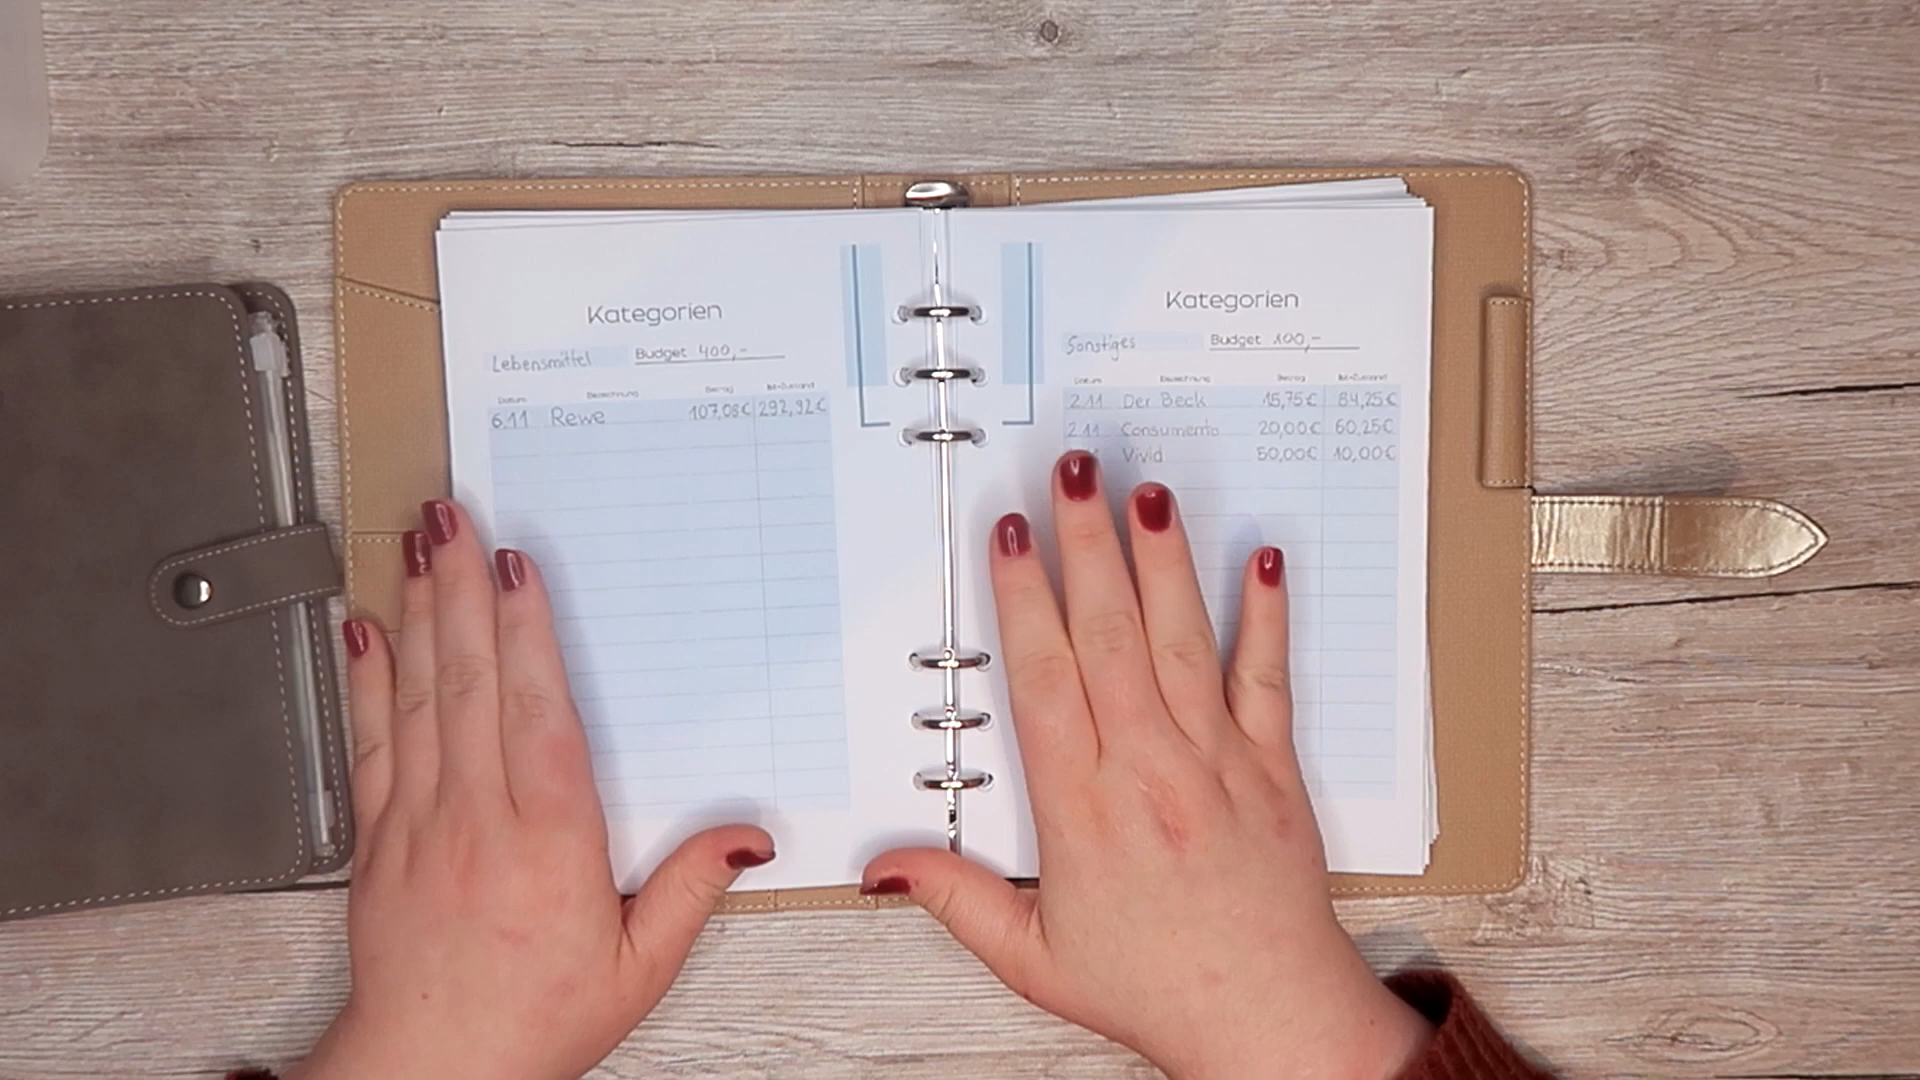 Kategorien
Lebensmittel Budget 400,-
Datum Bezeichnung Betrag Ist-Zustand
6.11 Rewe 107,08€ 292,92€
Kategorien
Sonstiges Budget 100,-
Datum Bezeichnung Betrag Ist-Zustand
2.11 Der Beck 15,75€ 84,25€
2.11 Consumenta 20,00€ 60,25€
Vivid 50,00€ 10,00€